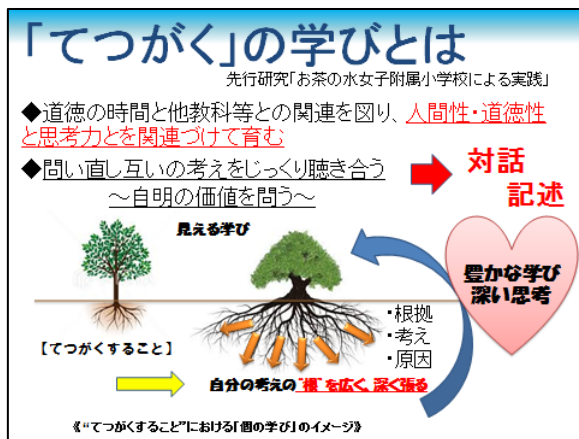 「てつがく」の学びとは
先行研究「お茶の水女子附属小学校による実践」
◆道徳の時間と他教科等との関連を図り、人間性・道徳性
と思考力とを関連づけて育む
◆問い直し互いの考えをじっくり聴き合う
～自明の価値を問う～
対話
記述
見える学び
豊かな学び
深い思考
・根拠
・考え
・原因
【てつがくすること】
自分の考えの“根”を広く、深く張る
《“てつがくすること”における「個の学び」のイメージ》